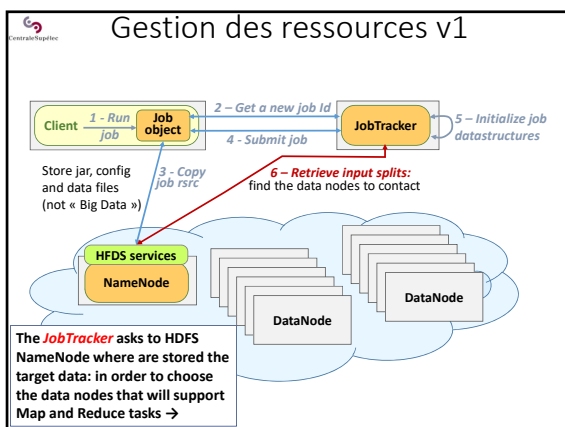 CentraleSupélec
Gestion des ressources v1
Client
1 - Run
job
Job
object
2 – Get a new job Id
4 - Submit job
JobTracker
5 – Initialize job
datastructures
Store jar, config
and data files
(not « Big Data »)
3 - Copy
job rsrc
6 – Retrieve input splits:
find the data nodes to contact
HFDS services
NameNode
DataNode
DataNode
The JobTracker asks to HDFS
NameNode where are stored the
target data: in order to choose
the data nodes that will support
Map and Reduce tasks →